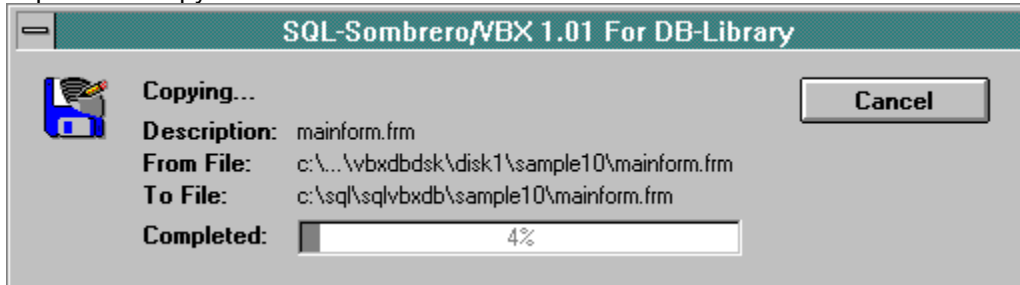 SQL-Sombrero/VBX 1.01 For DB-Library
Copying...
Cancel
Description: mainform.frm
From File: c:\...\vbxdbdsk\disk1\sample10\mainform.frm
To File: c:\sql\sqlvbxdb\sample10\mainform.frm
Completed: 4%